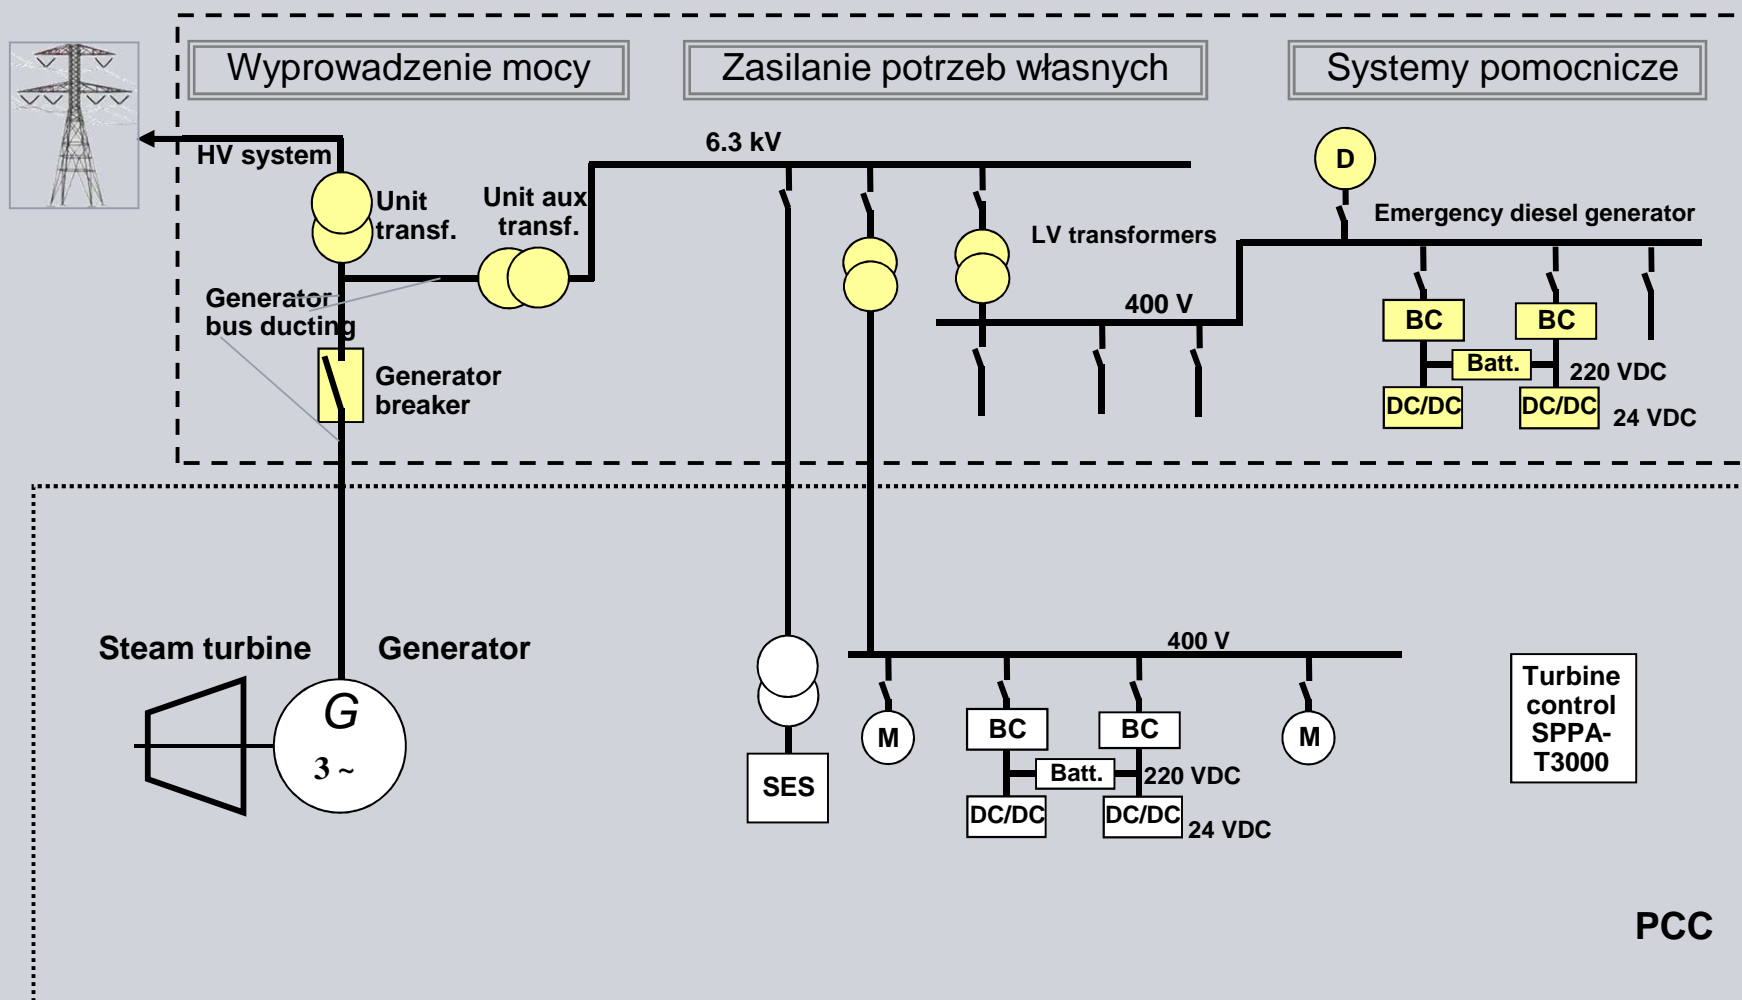 Wyprowadzenie mocy
Zasilanie potrzeb własnych
Systemy pomocnicze
HV system
6.3 kV
D
Unit
transf.
Unit aux
transf.
LV transformers
Emergency diesel generator
Generator
bus ducting
400 V
BC
BC
Batt.
220 VDC
DC/DC
DC/DC
24 VDC
Generator
breaker
Steam turbine
Generator
G
3 ~
SES
400 V
M
BC
BC
M
Batt.
220 VDC
DC/DC
DC/DC
24 VDC
Turbine
control
SPPA-
T3000
PCC